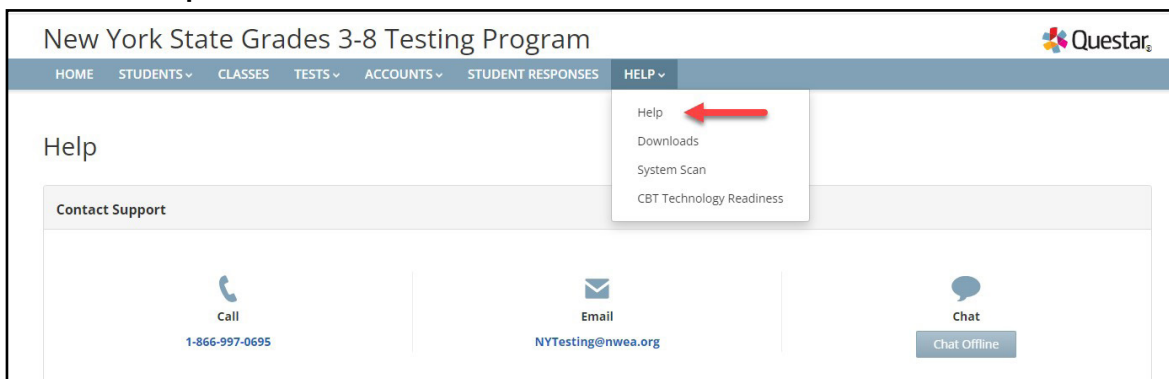 New York State Grades 3-8 Testing Program
Questar®
HOME STUDENTS CLASSES TESTS ACCOUNTS STUDENT RESPONSES HELP
Help
Downloads
System Scan
CBT Technology Readiness
Help
Contact Support
Call
1-866-997-0695
Email
NYTesting@nwea.org
Chat
Chat Offline